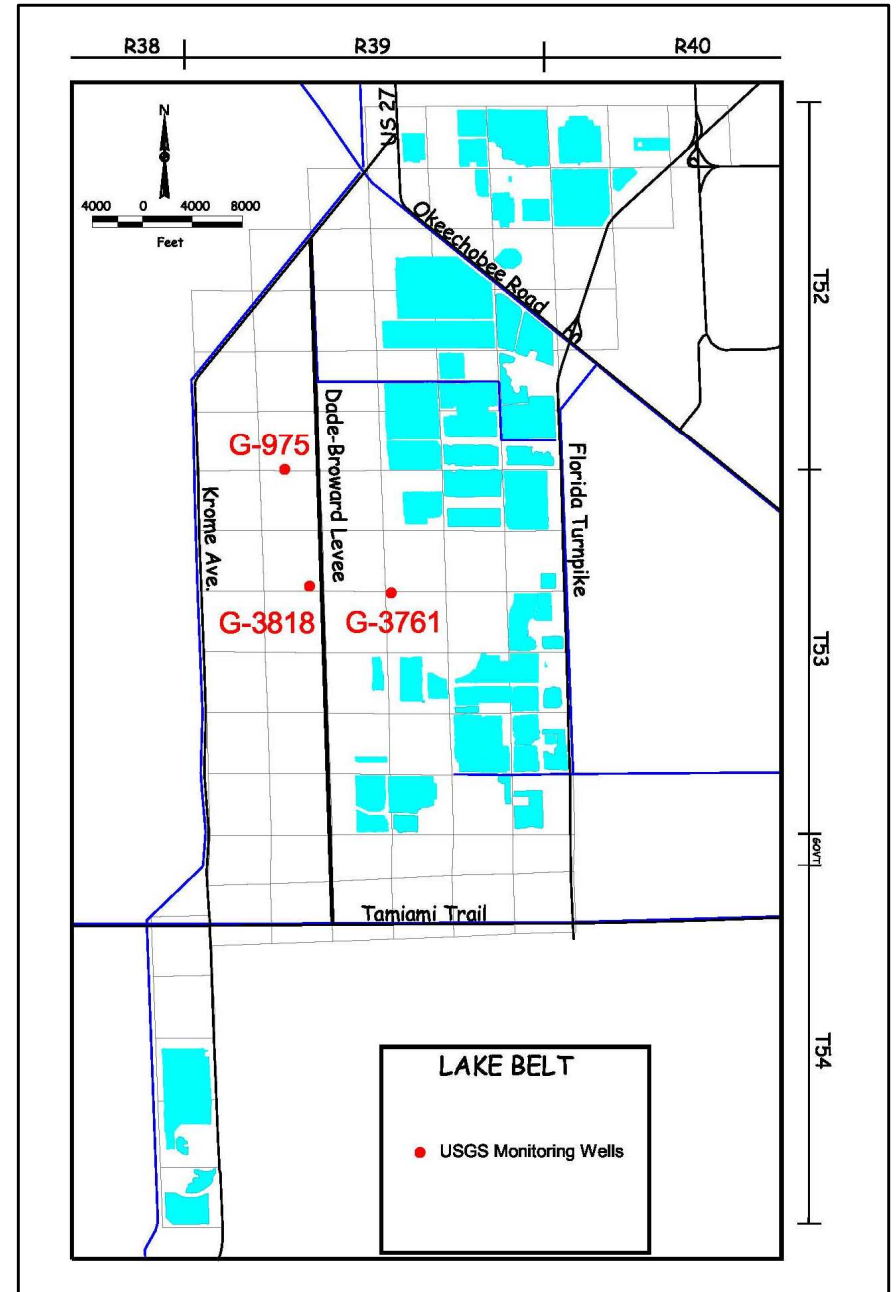 R38 R39 R40
N
US 27
4000 0 4000 8000
Feet
Okeechobee Road
T52
Dade-Broward Levee
G-975
Florida Turnpike
Krome Ave.
G-3818 G-3761
T53
GOVT
Tamiami Trail
T54
LAKE BELT
USGS Monitoring Wells